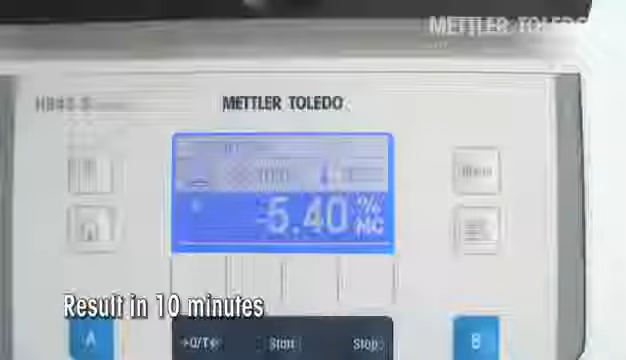 METTLER TOLEDO
METTLER TOLEDO
-5.40 %MC
Result in 10 minutes
A
→O/T←
Start
Stop
B